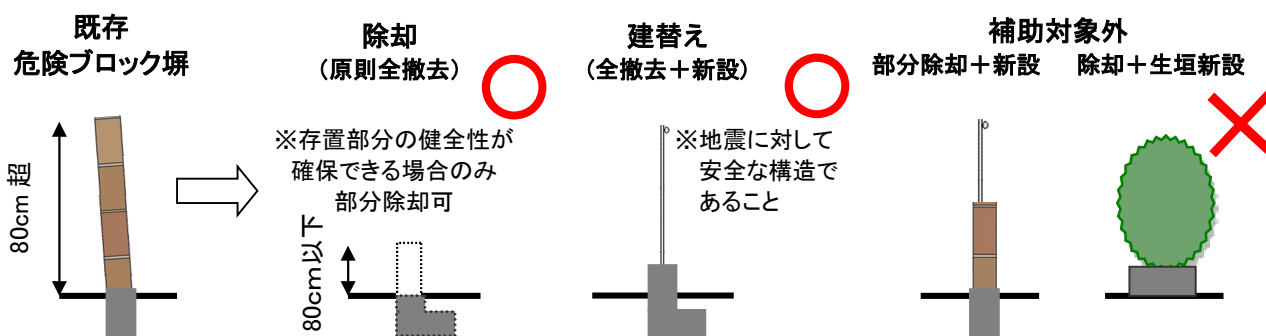 既存
危険ブロック塀
80cm超
除却
(原則全撤去)
※存置部分の健全性が
確保できる場合のみ
部分除却可
80cm以下
建替え
(全撤去+新設)
※地震に対して
安全な構造で
あること
補助対象外
部分除却+新設
除却+生垣新設